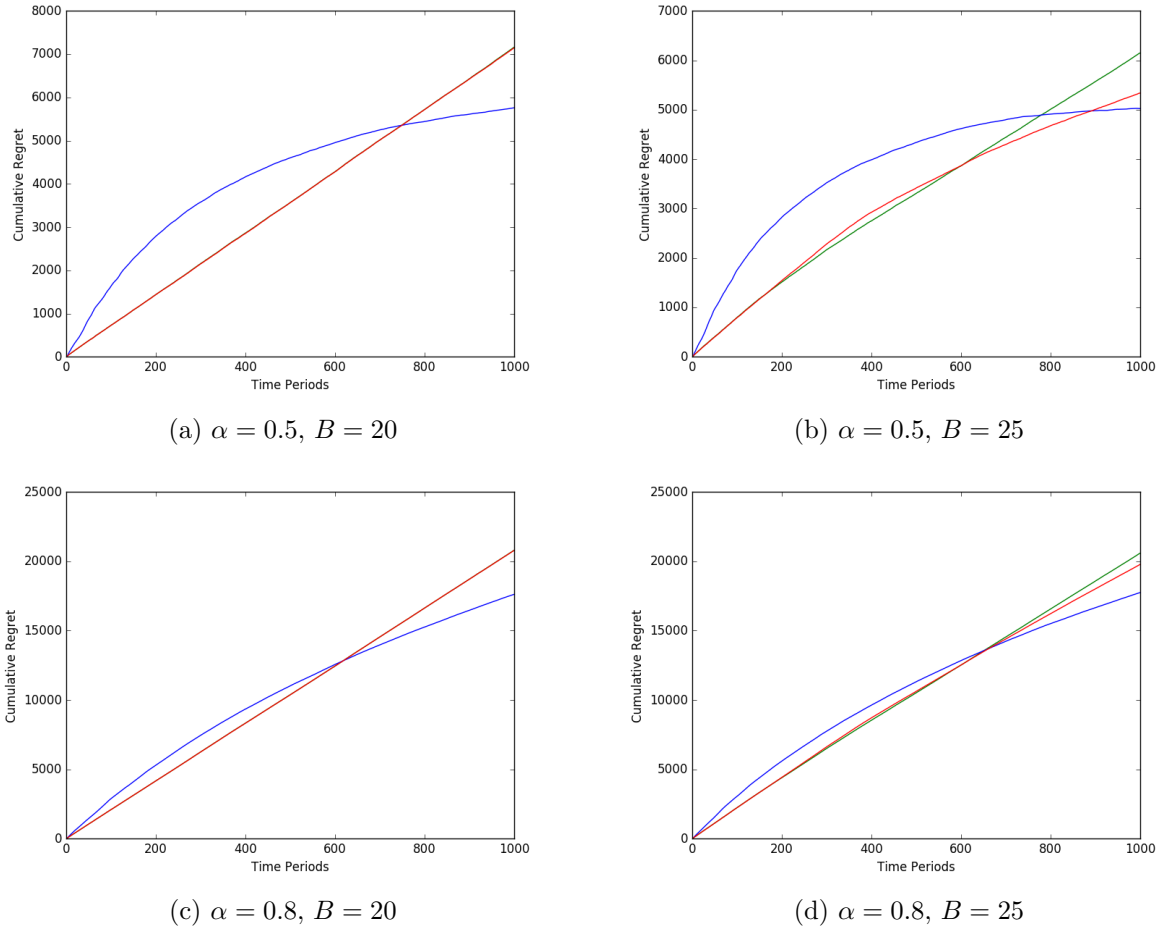 8000
7000
6000
5000
4000
3000
2000
1000
0
Cumulative Regret
0 200 400 600 800 1000
Time Periods
(a) α = 0.5, B = 20
7000
6000
5000
4000
3000
2000
1000
0
Cumulative Regret
0 200 400 600 800 1000
Time Periods
(b) α = 0.5, B = 25
25000
20000
15000
10000
5000
0
Cumulative Regret
0 200 400 600 800 1000
Time Periods
(c) α = 0.8, B = 20
25000
20000
15000
10000
5000
0
Cumulative Regret
0 200 400 600 800 1000
Time Periods
(d) α = 0.8, B = 25